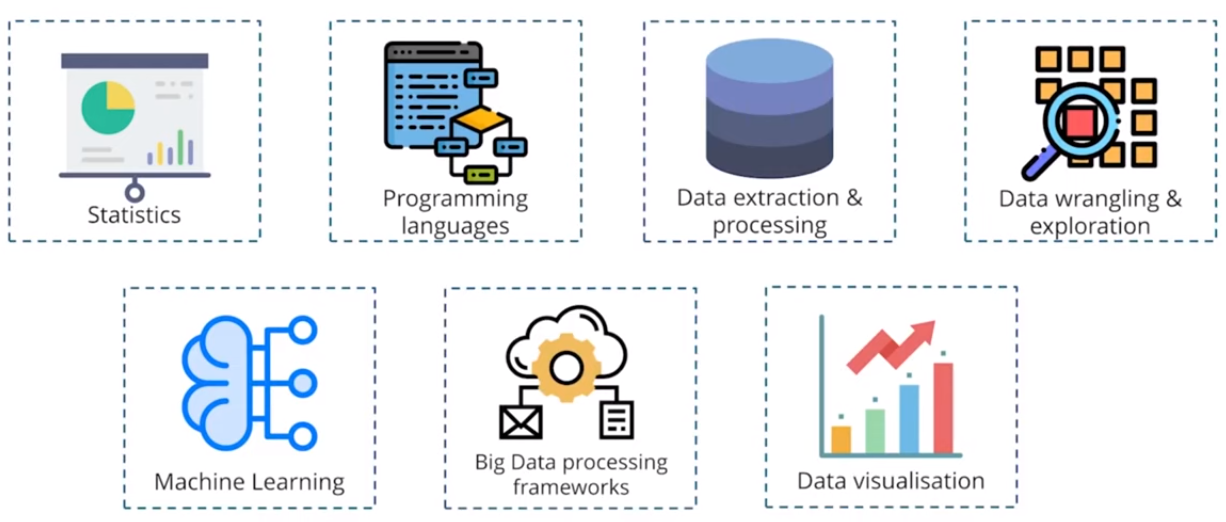 Statistics
Programming
languages
Data extraction &
processing
Data wrangling &
exploration
Machine Learning
Big Data processing
frameworks
Data visualisation